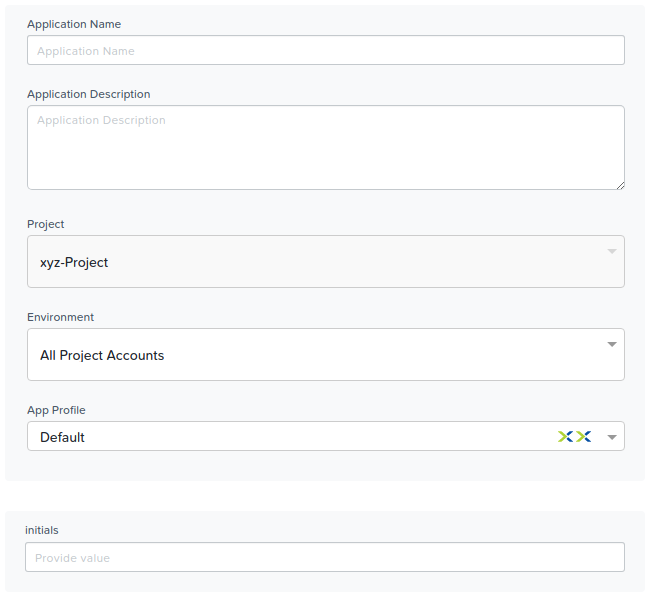 Application Name
Application Name
Application Description
Application Description
Project
xyz-Project
Environment
All Project Accounts
App Profile
Default
initials
Provide value